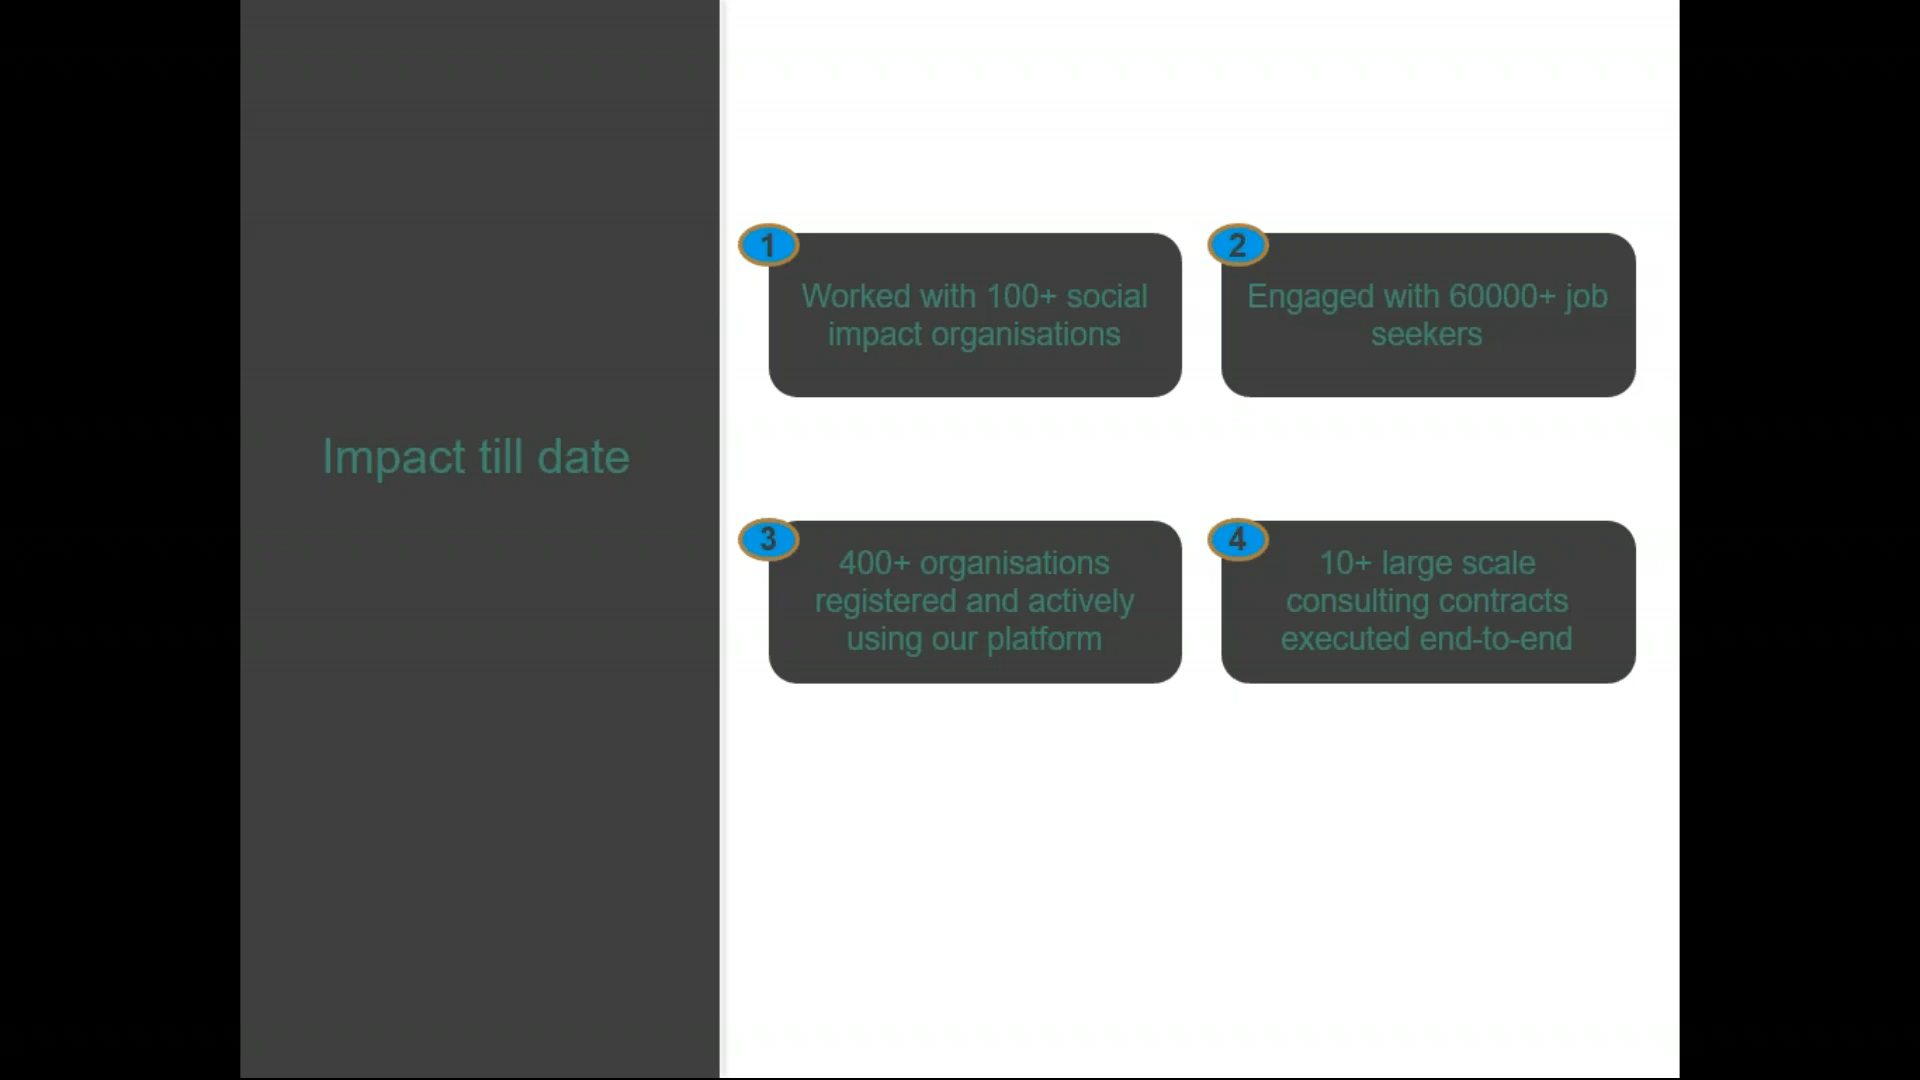 Impact till date
1
Worked with 100+ social
impact organisations
2
Engaged with 60000+ job
seekers
3
400+ organisations
registered and actively
using our platform
4
10+ large scale
consulting contracts
executed end-to-end